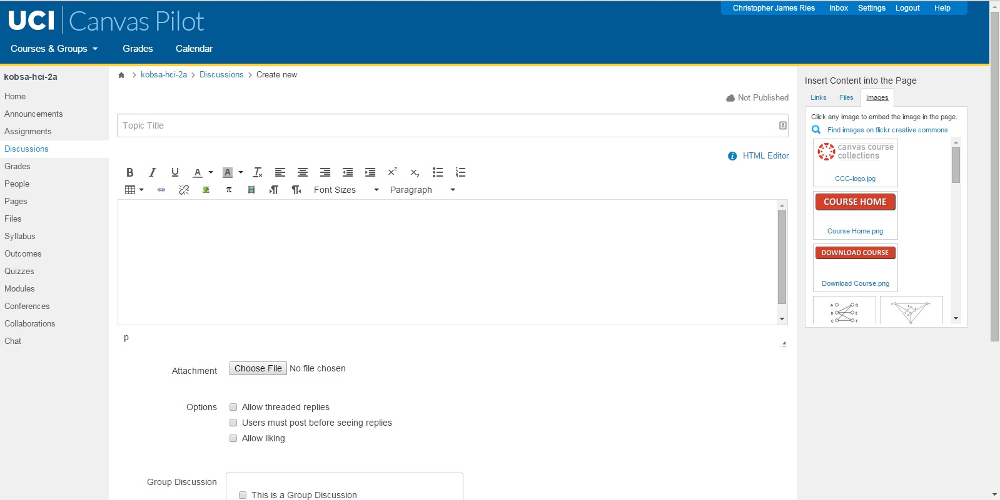 Christopher James Ries Inbox Settings Logout Help
UCI Canvas Pilot
Courses & Groups Grades Calendar
kobsa-hci-2a
Home
Announcements
Assignments
Discussions
Grades
People
Pages
Files
Syllabus
Outcomes
Quizzes
Modules
Conferences
Collaborations
Chat
kobsa-hci-2a > Discussions > Create new
Not Published
Topic Title
HTML Editor
Font Sizes Paragraph
p
Attachment Choose File No file chosen
Options Allow threaded replies
Users must post before seeing replies
Allow liking
Group Discussion
This is a Group Discussion
Insert Content into the Page
Links Files Images
Click any image to embed the image in the page.
Find images on flickr creative commons
canvas course
collections
CCC-logo.jpg
COURSE HOME
Course Home.png
DOWNLOAD COURSE
Download Course.png
A D
B E
C F